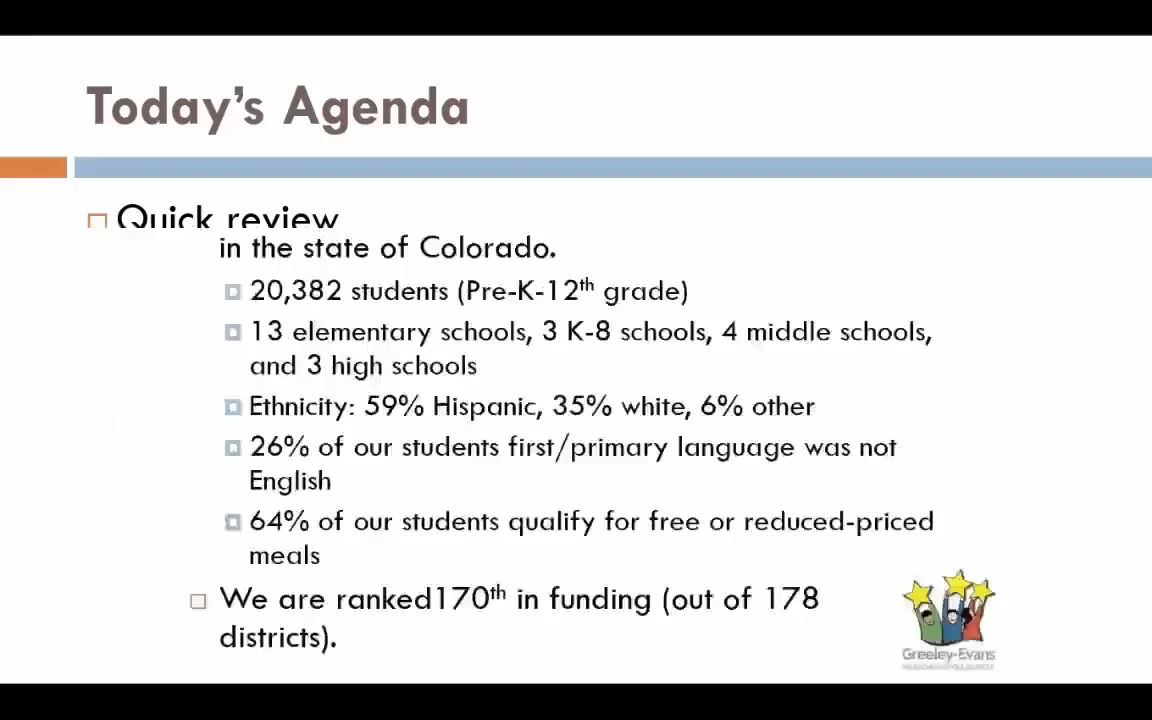 Today's Agenda
Quick review
in the state of Colorado.
20,382 students (Pre-K-12th grade)
13 elementary schools, 3 K-8 schools, 4 middle schools,
and 3 high schools
Ethnicity: 59% Hispanic, 35% white, 6% other
26% of our students first/primary language was not
English
64% of our students qualify for free or reduced-priced
meals
We are ranked170th in funding (out of 178
districts).
Greeley-Evans